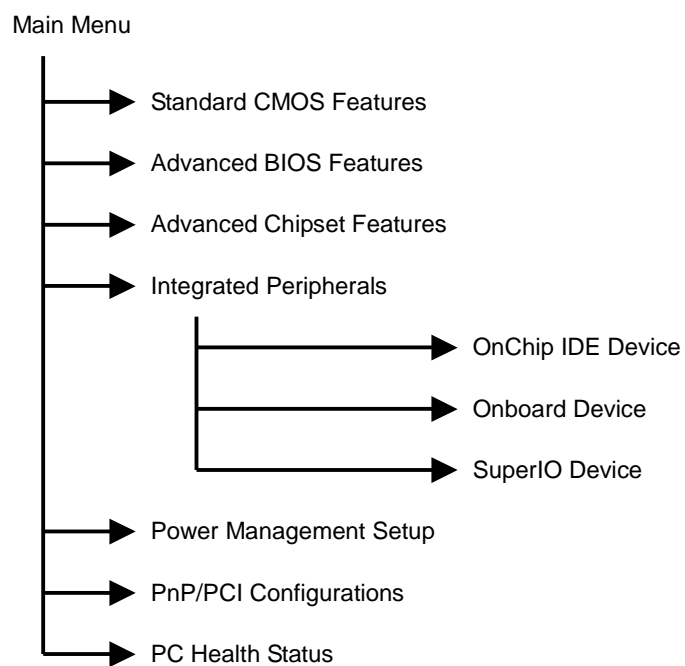 Main Menu
Standard CMOS Features
Advanced BIOS Features
Advanced Chipset Features
Integrated Peripherals
OnChip IDE Device
Onboard Device
SuperIO Device
Power Management Setup
PnP/PCI Configurations
PC Health Status